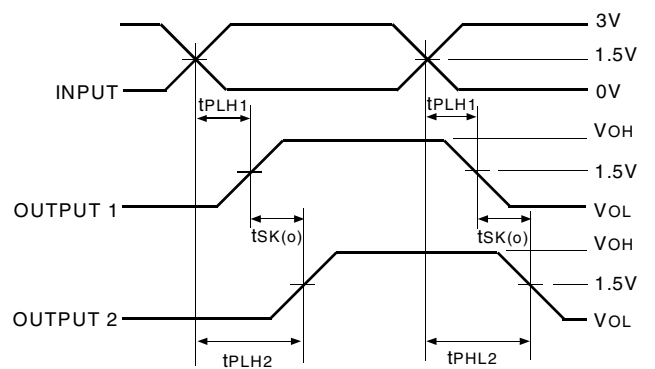 3V
1.5V
INPUT
0V
tPLH1
tPLH1
VOH
1.5V
OUTPUT 1
VOL
tSK(o)
tSK(o)
VOH
1.5V
OUTPUT 2
VOL
tPLH2
tPHL2